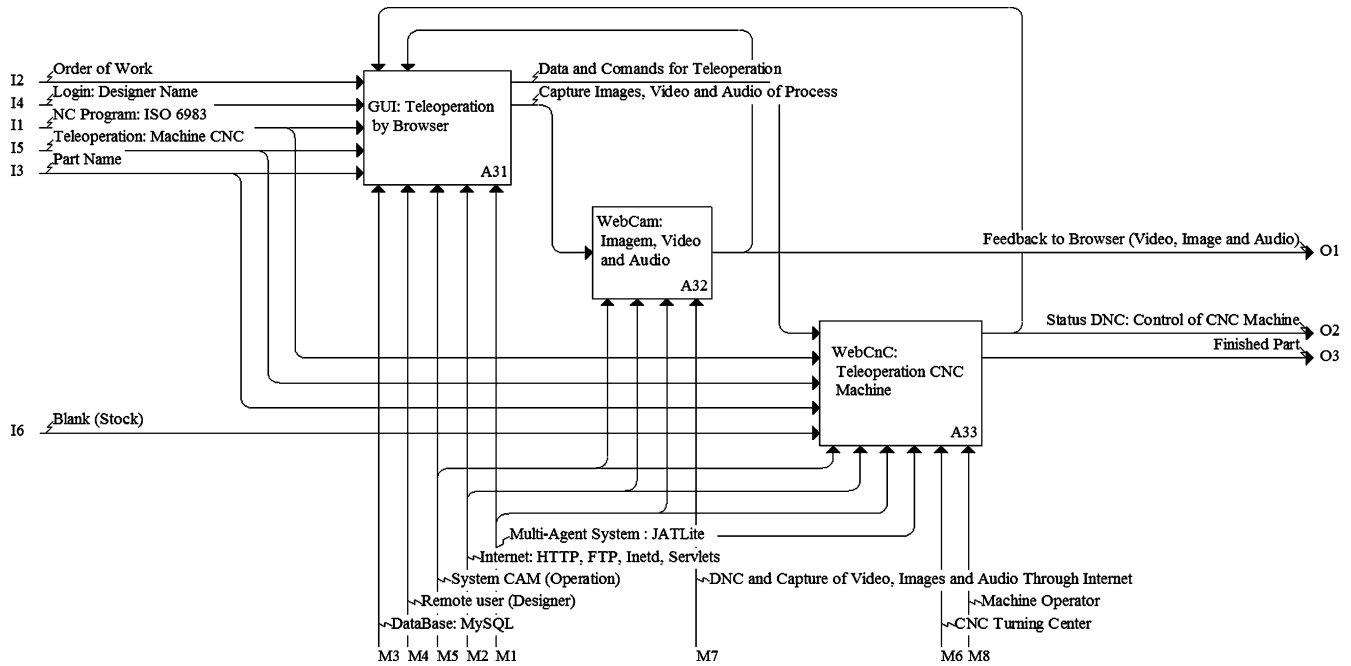 I2 Order of Work
I4 Login: Designer Name
I1 NC Program: ISO 6983
I5 Teleoperation: Machine CNC
I3 Part Name
GUI: Teleoperation
by Browser
A31
Data and Comands for Teleoperation
Capture Images, Video and Audio of Process
WebCam:
Imagem, Video
and Audio
A32
Feedback to Browser (Video, Image and Audio) O1
Status DNC: Control of CNC Machine O2
Finished Part O3
WebCnC:
Teleoperation CNC
Machine
A33
I6 Blank (Stock)
Multi-Agent System : JATLite
Internet: HTTP, FTP, Inetd, Servlets
System CAM (Operation)
DNC and Capture of Video, Images and Audio Through Internet
Remote user (Designer)
Machine Operator
DataBase: MySQL
CNC Turning Center
M3 M4 M5 M2 M1 M7 M6 M8